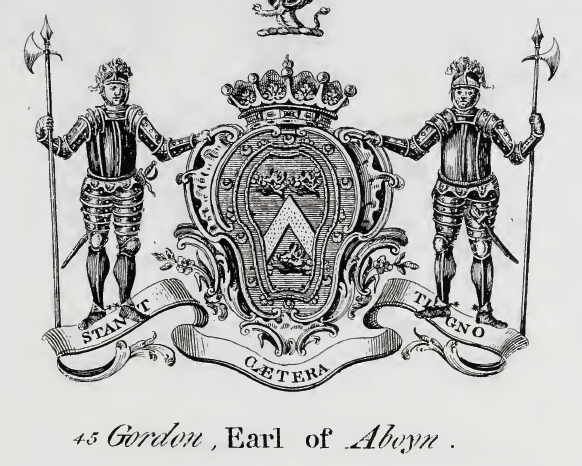 STANT
CÆTERA
TIGNO
45 Gordon, Earl of Aboyn.